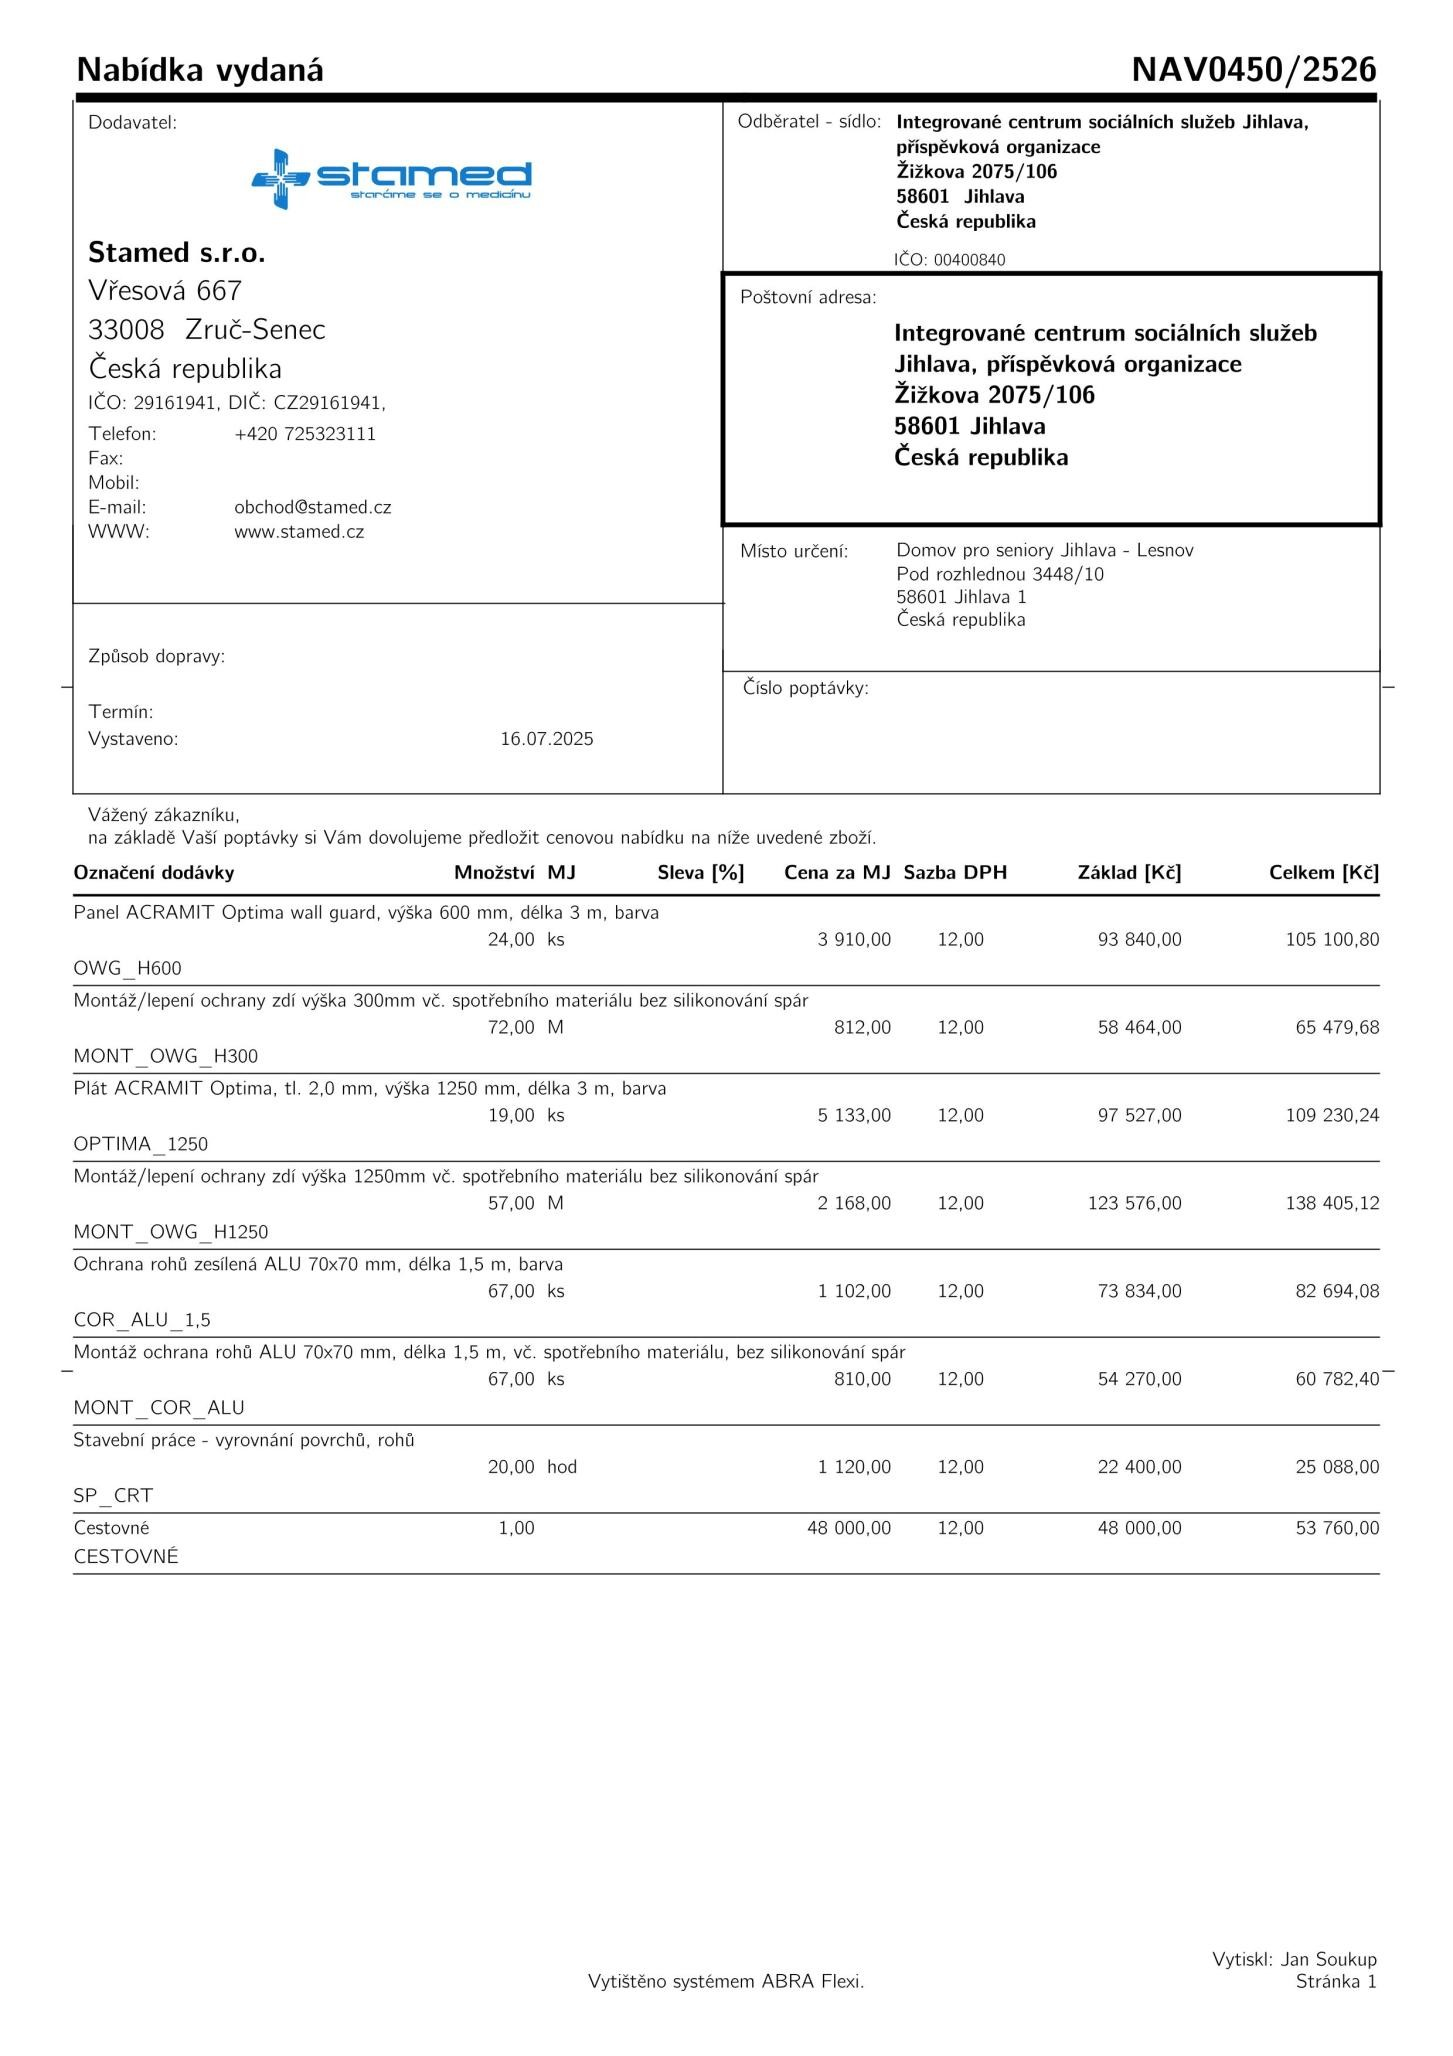 Nabídka vydaná NAV0450/2526
Dodavatel:
stamed
staráme se o medicínu
Stamed s.r.o.
Vřesová 667
33008 Zruč-Senec
Česká republika
IČO: 29161941, DIČ: CZ29161941,
Telefon: +420 725323111
Fax:
Mobil:
E-mail: obchod@stamed.cz
WWW: www.stamed.cz
Způsob dopravy:
Termín:
Vystaveno: 16.07.2025
Odběratel - sídlo: Integrované centrum sociálních služeb Jihlava,
příspěvková organizace
Žižkova 2075/106
58601 Jihlava
Česká republika
IČO: 00400840
Poštovní adresa:
Integrované centrum sociálních služeb
Jihlava, příspěvková organizace
Žižkova 2075/106
58601 Jihlava
Česká republika
Místo určení: Domov pro seniory Jihlava - Lesnov
Pod rozhlednou 3448/10
58601 Jihlava 1
Česká republika
Číslo poptávky:
Vážený zákazníku,
na základě Vaší poptávky si Vám dovolujeme předložit cenovou nabídku na níže uvedené zboží.
Označení dodávky Množství MJ Sleva [%] Cena za MJ Sazba DPH Základ [Kč] Celkem [Kč]
Panel ACRAMIT Optima wall guard, výška 600 mm, délka 3 m, barva
24,00 ks 3 910,00 12,00 93 840,00 105 100,80
OWG_H600
Montáž/lepení ochrany zdí výška 300mm vč. spotřebního materiálu bez silikonování spár
72,00 M 812,00 12,00 58 464,00 65 479,68
MONT_OWG_H300
Plát ACRAMIT Optima, tl. 2,0 mm, výška 1250 mm, délka 3 m, barva
19,00 ks 5 133,00 12,00 97 527,00 109 230,24
OPTIMA_1250
Montáž/lepení ochrany zdí výška 1250mm vč. spotřebního materiálu bez silikonování spár
57,00 M 2 168,00 12,00 123 576,00 138 405,12
MONT_OWG_H1250
Ochrana rohů zesílená ALU 70x70 mm, délka 1,5 m, barva
67,00 ks 1 102,00 12,00 73 834,00 82 694,08
COR_ALU_1,5
Montáž ochrana rohů ALU 70x70 mm, délka 1,5 m, vč. spotřebního materiálu, bez silikonování spár
67,00 ks 810,00 12,00 54 270,00 60 782,40
MONT_COR_ALU
Stavební práce - vyrovnání povrchů, rohů
20,00 hod 1 120,00 12,00 22 400,00 25 088,00
SP_CRT
Cestovné 1,00 48 000,00 12,00 48 000,00 53 760,00
CESTOVNÉ
Vytiskl: Jan Soukup
Vytištěno systémem ABRA Flexi. Stránka 1